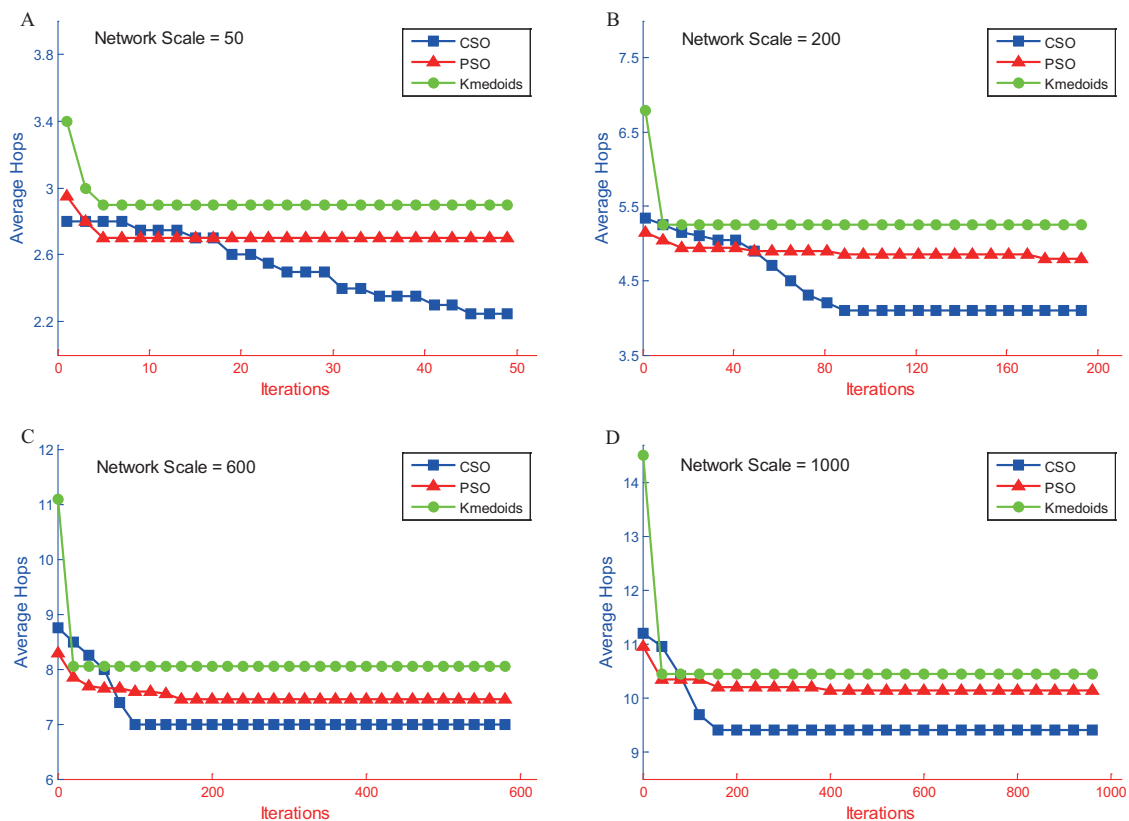 A
Network Scale = 50
CSO
PSO
Kmedoids
3.8
3.4
3
2.6
2.2
Average Hops
0
10
20
30
40
50
Iterations
B
Network Scale = 200
CSO
PSO
Kmedoids
7.5
6.5
5.5
4.5
3.5
Average Hops
0
40
80
120
160
200
Iterations
C
Network Scale = 600
CSO
PSO
Kmedoids
12
11
10
9
8
7
6
Average Hops
0
200
400
600
Iterations
D
Network Scale = 1000
CSO
PSO
Kmedoids
14
13
12
11
10
9
Average Hops
0
200
400
600
800
1000
Iterations